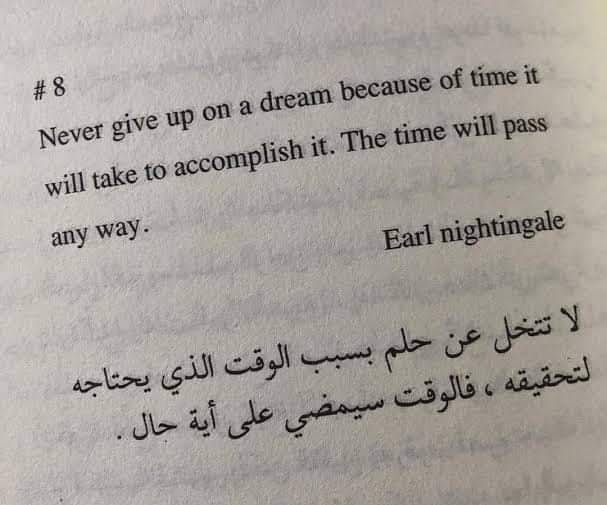 # 8
Never give up on a dream because of time it
will take to accomplish it. The time will pass
any way.
Earl nightingale
لا تتخل عن حلم بسبب الوقت الذي يحتاجه
لتحقيقه ، فالوقت سيمضي على أية حال .